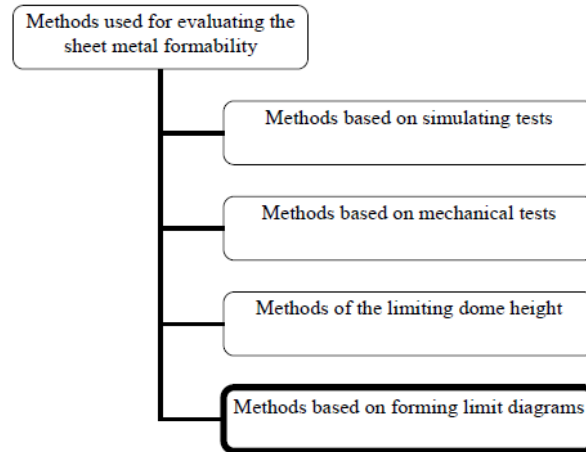 Methods used for evaluating the
sheet metal formability
Methods based on simulating tests
Methods based on mechanical tests
Methods of the limiting dome height
Methods based on forming limit diagrams